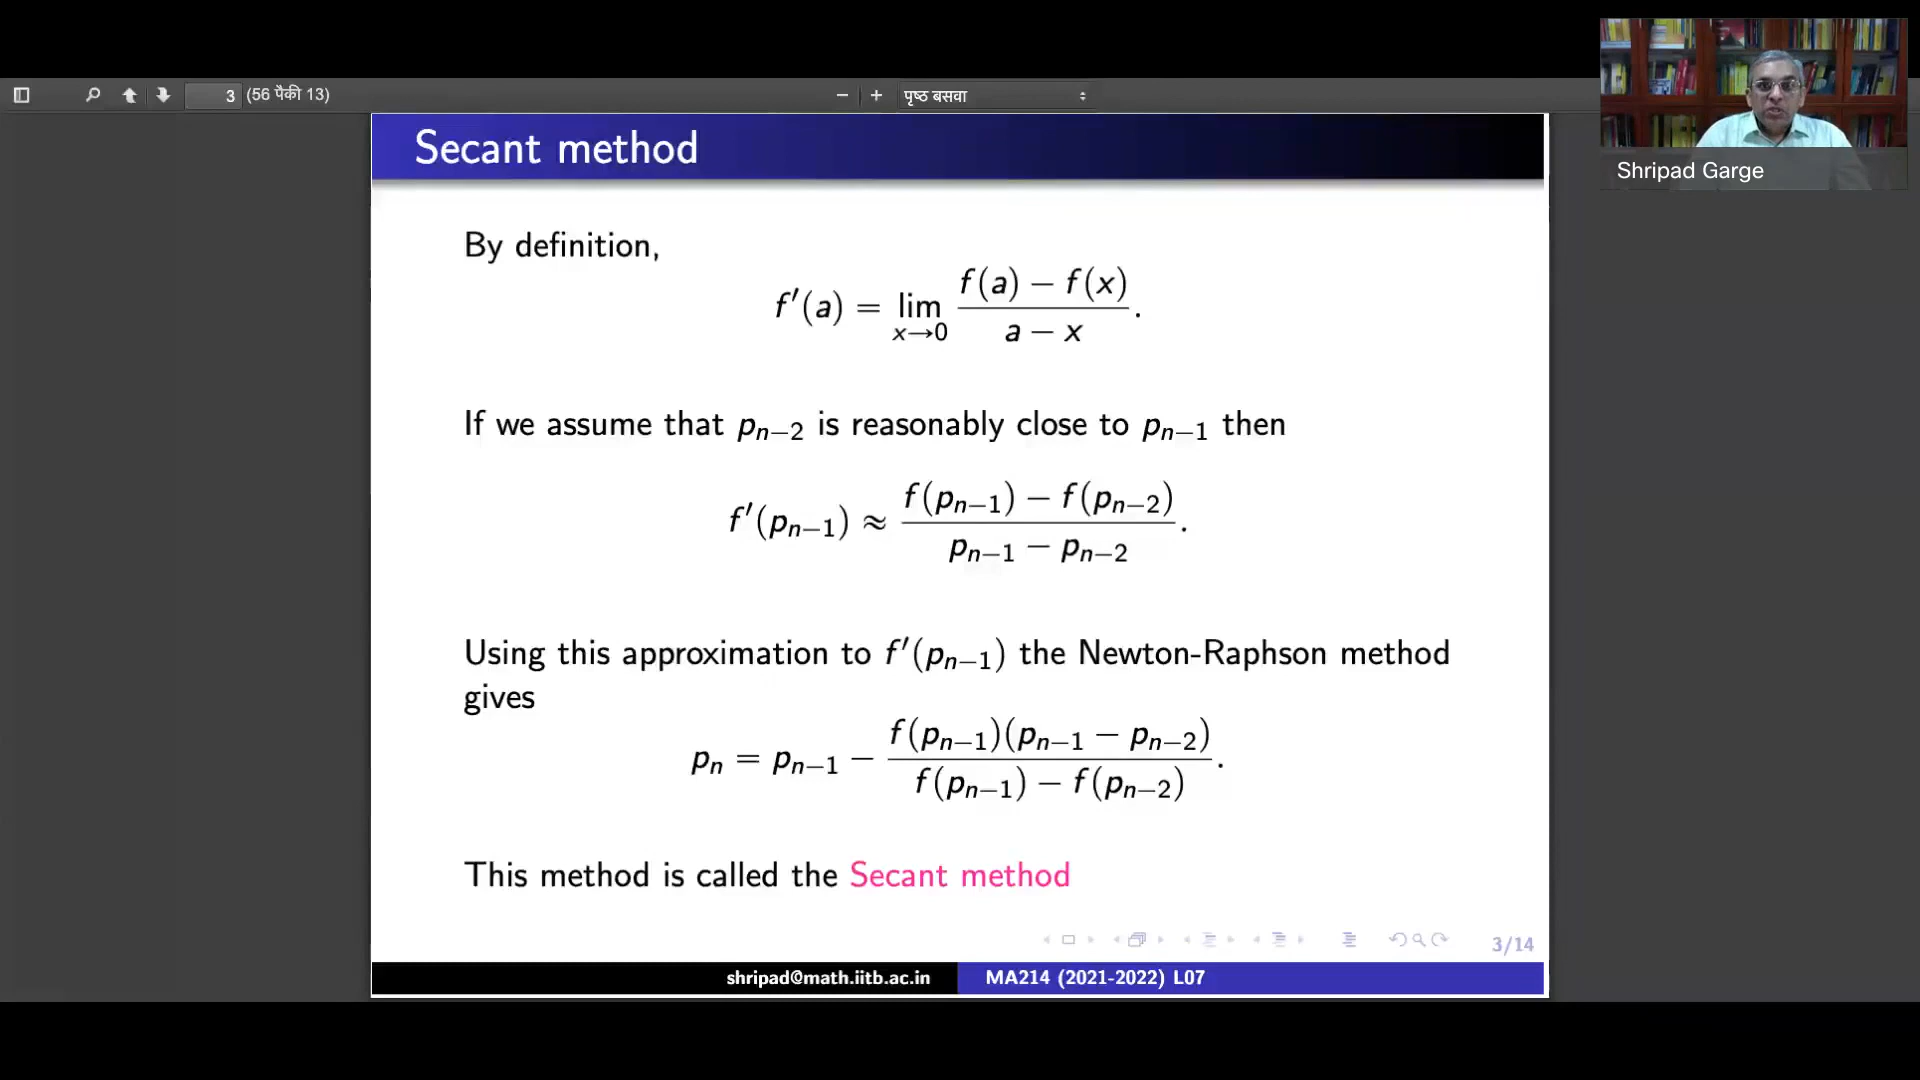 3 (56 पैकी 13)
पृष्ठ बसवा
Shripad Garge
Secant method
By definition,
f′(a) = lim_{x→0} \frac{f(a) − f(x)}{a − x}.
If we assume that p_{n−2} is reasonably close to p_{n−1} then
f′(p_{n−1}) ≈ \frac{f(p_{n−1}) − f(p_{n−2})}{p_{n−1} − p_{n−2}}.
Using this approximation to f′(p_{n−1}) the Newton-Raphson method
gives
p_n = p_{n−1} − \frac{f(p_{n−1})(p_{n−1} − p_{n−2})}{f(p_{n−1}) − f(p_{n−2})}.
This method is called the Secant method
3/14
shripad@math.iitb.ac.in MA214 (2021-2022) L07